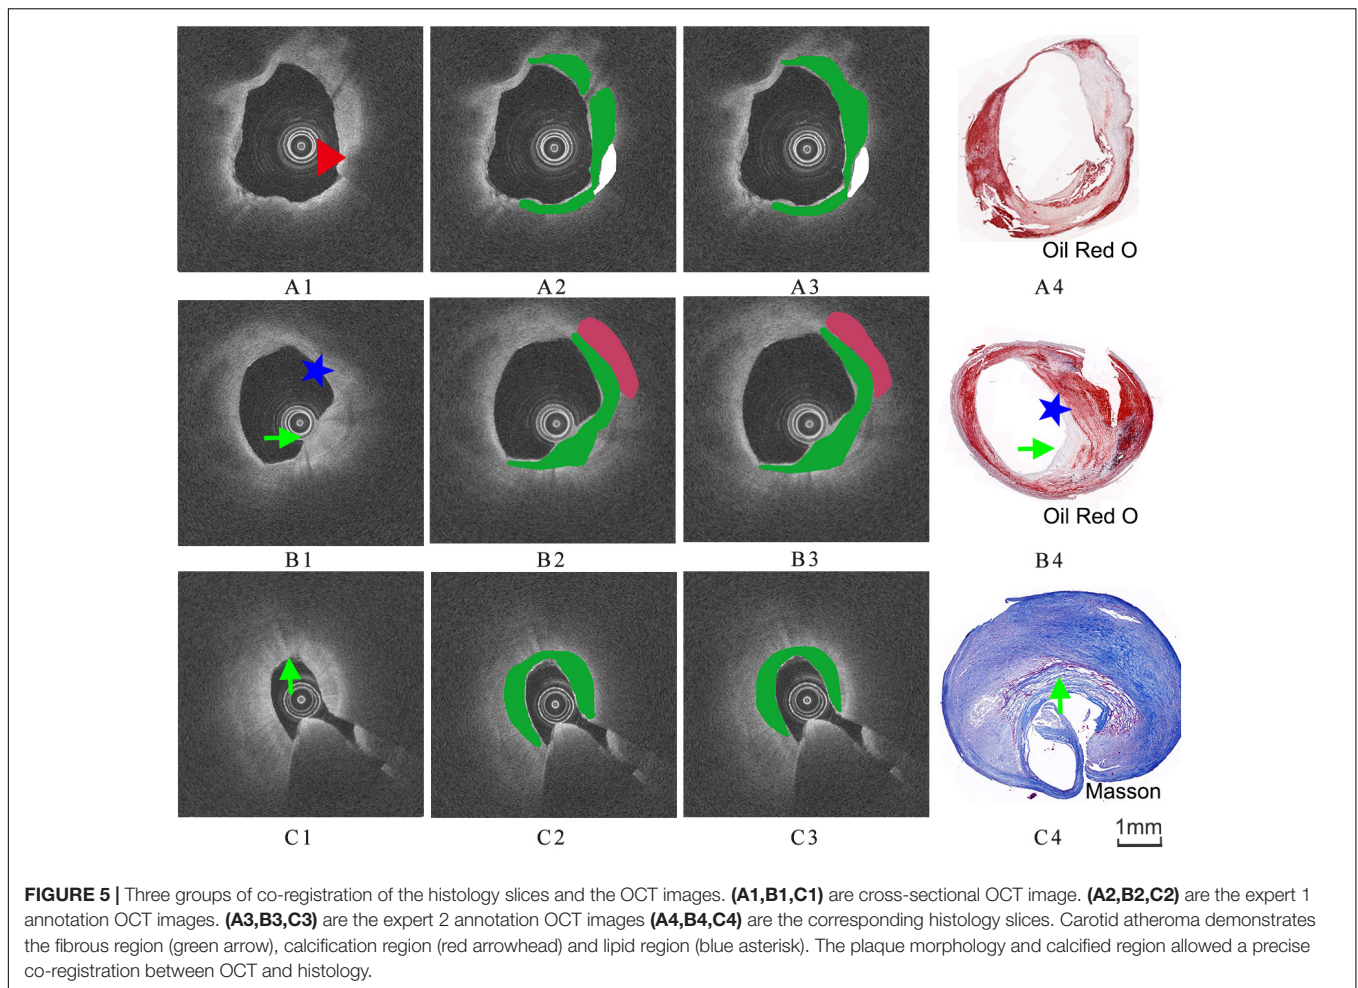 Oil Red O
A1 A2 A3 A4
Oil Red O
B1 B2 B3 B4
Masson
C1 C2 C3 C4 1mm
FIGURE 5 | Three groups of co-registration of the histology slices and the OCT images. (A1,B1,C1) are cross-sectional OCT image. (A2,B2,C2) are the expert 1
annotation OCT images. (A3,B3,C3) are the expert 2 annotation OCT images (A4,B4,C4) are the corresponding histology slices. Carotid atheroma demonstrates
the fibrous region (green arrow), calcification region (red arrowhead) and lipid region (blue asterisk). The plaque morphology and calcified region allowed a precise
co-registration between OCT and histology.